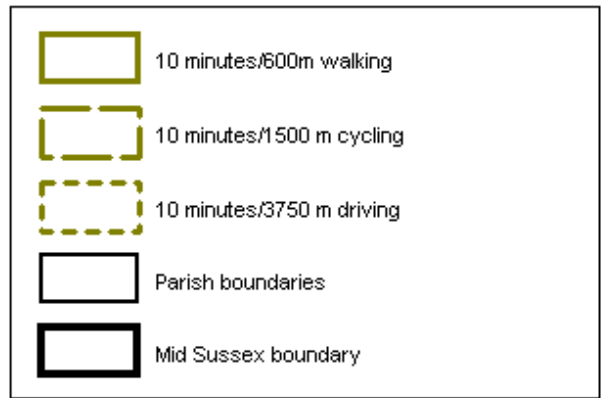 10 minutes/600m walking
10 minutes/1500 m cycling
10 minutes/3750 m driving
Parish boundaries
Mid Sussex boundary